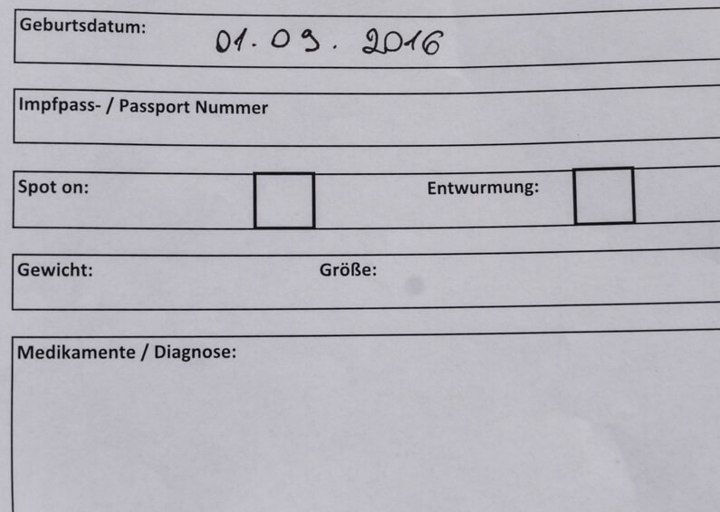 Geburtsdatum: 01. 09. 2016
Impfpass- / Passport Nummer
Spot on: Entwurmung:
Gewicht: Größe:
Medikamente / Diagnose: